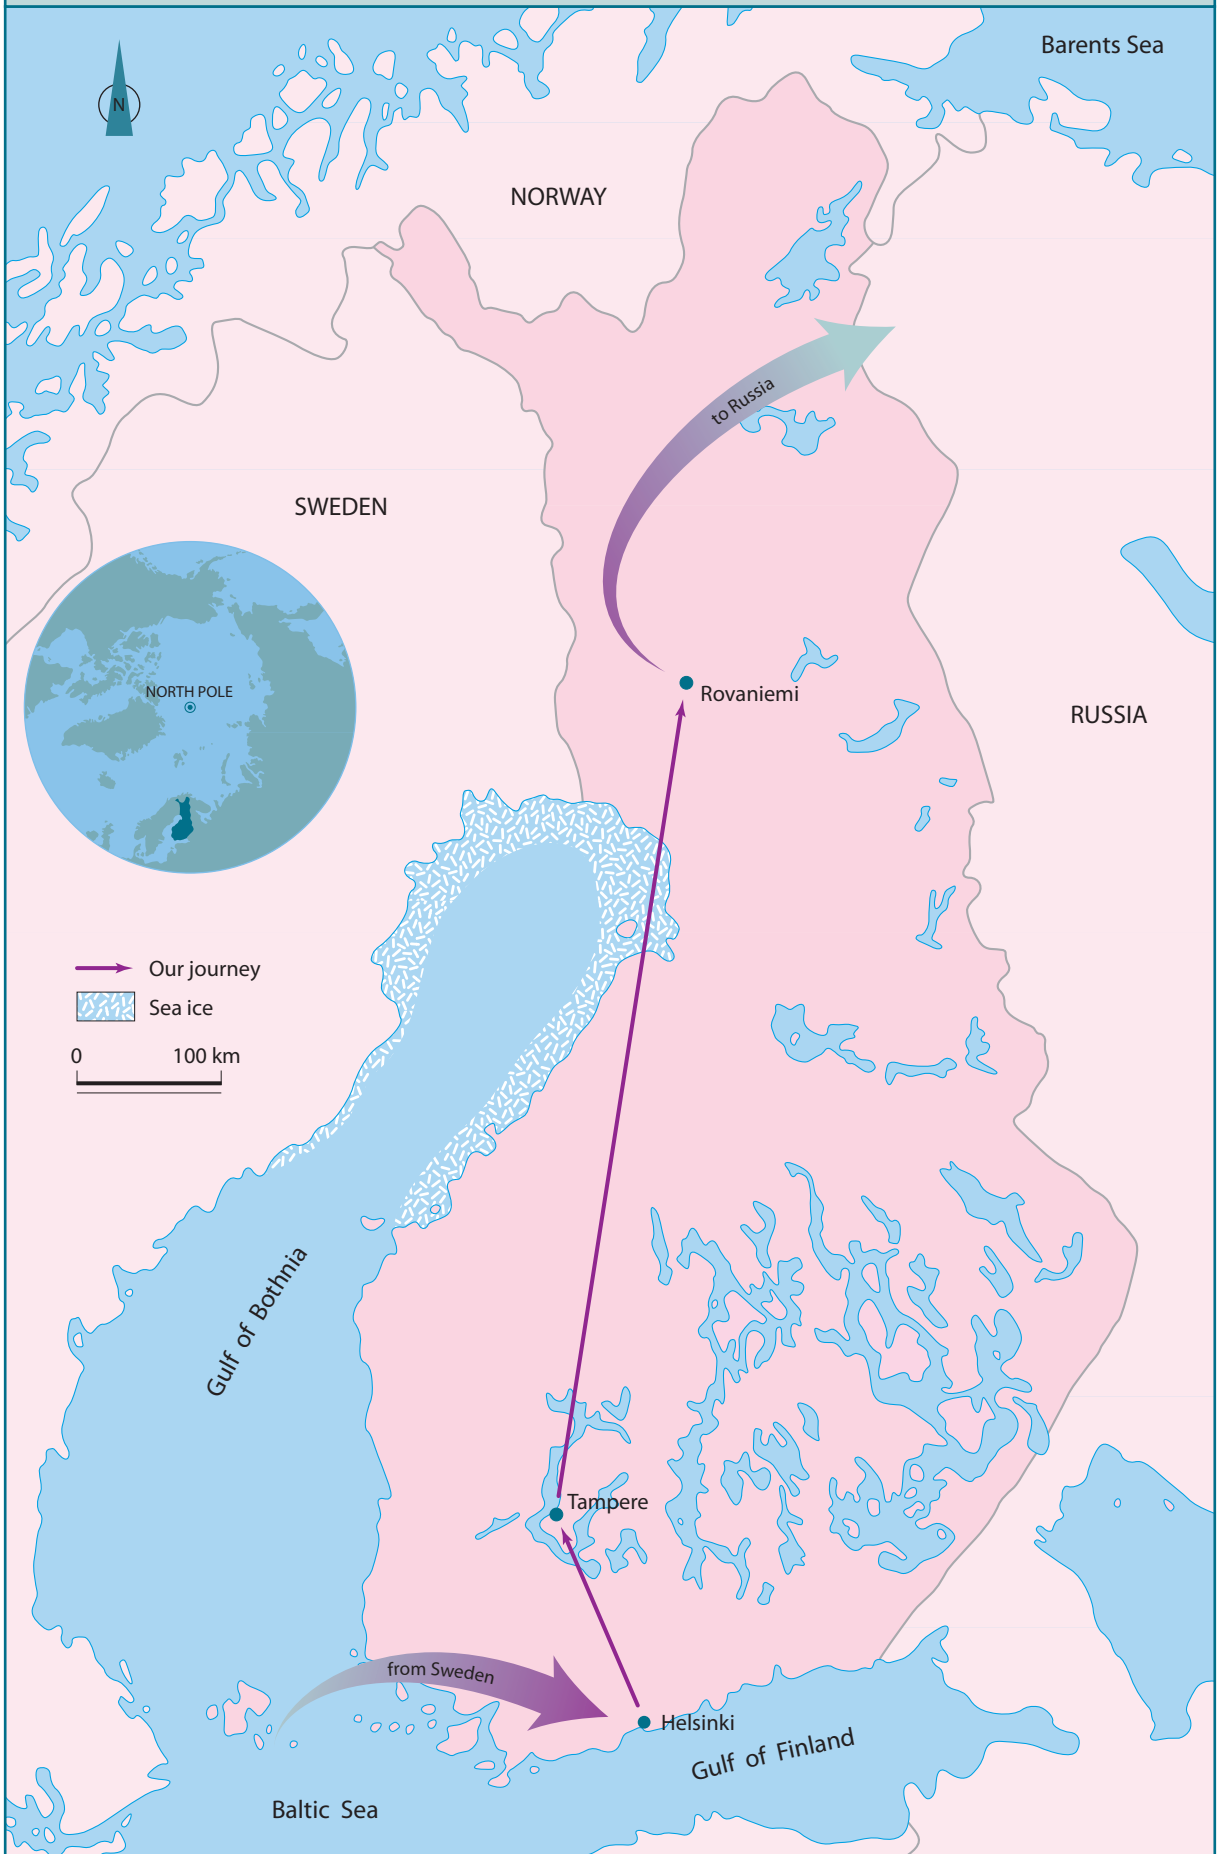 Barents Sea
N
NORWAY
to Russia
SWEDEN
NORTH POLE
Rovaniemi
RUSSIA
Our journey
Sea ice
0 100 km
Gulf of Bothnia
Tampere
from Sweden
Helsinki
Gulf of Finland
Baltic Sea